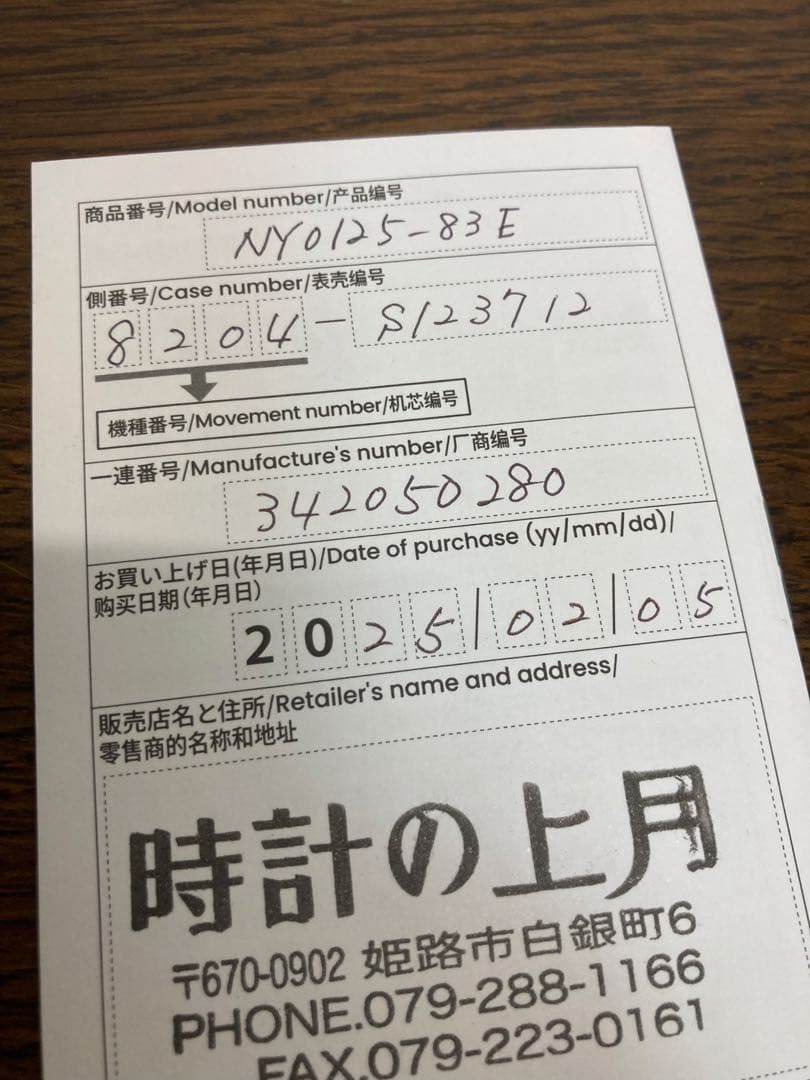 商品番号/Model number/产品编号
NY0125-83E
側番号/Case number/表壳编号
8204-S123712
機種番号/Movement number/机芯编号
一連番号/Manufacture's number/厂商编号
342050280
お買い上げ日(年月日)/Date of purchase (yy/mm/dd)/
购买日期(年月日)
2025/02/05
販売店名と住所/Retailer's name and address/
零售商的名称和地址
時計の上月
〒670-0902 姫路市白銀町6
PHONE.079-288-1166
FAX.079-223-0161